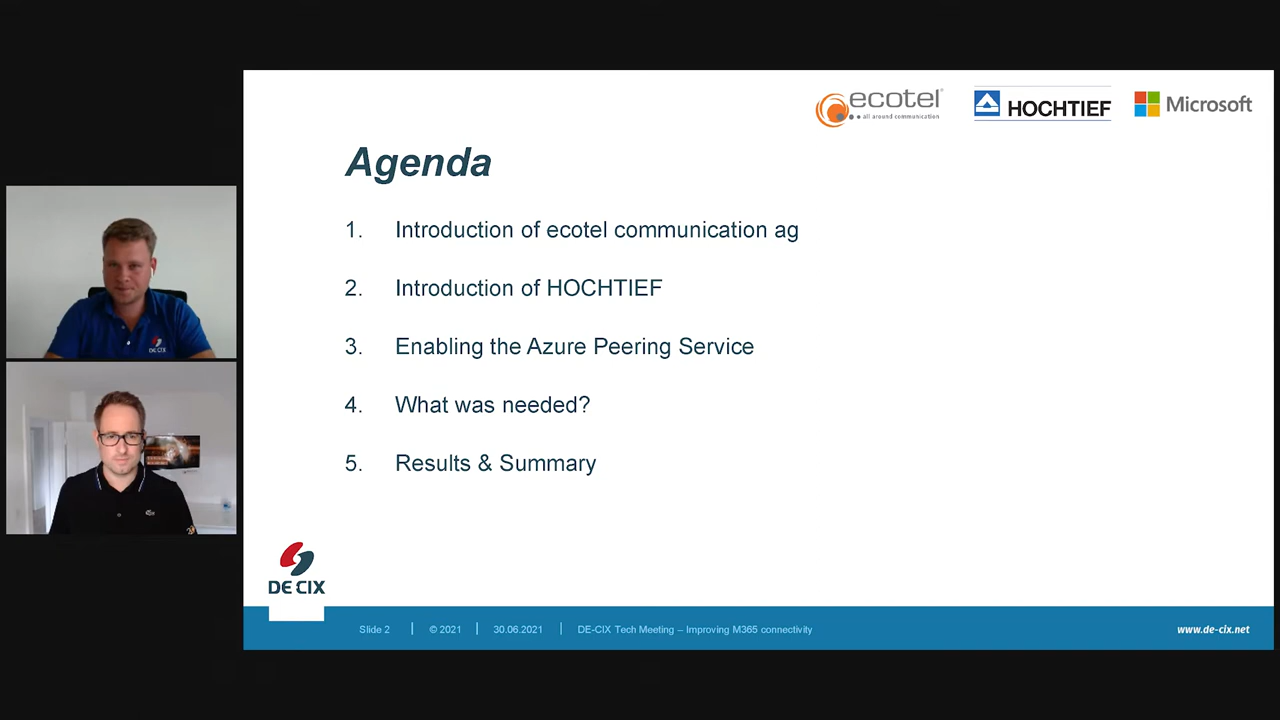 ecotel
all around communication
HOCHTIEF
Microsoft
Agenda
1. Introduction of ecotel communication ag
2. Introduction of HOCHTIEF
3. Enabling the Azure Peering Service
4. What was needed?
5. Results & Summary
DE CIX
DE CIX
Slide 2 | © 2021 | 30.06.2021 | DE-CIX Tech Meeting – Improving M365 connectivity
www.de-cix.net